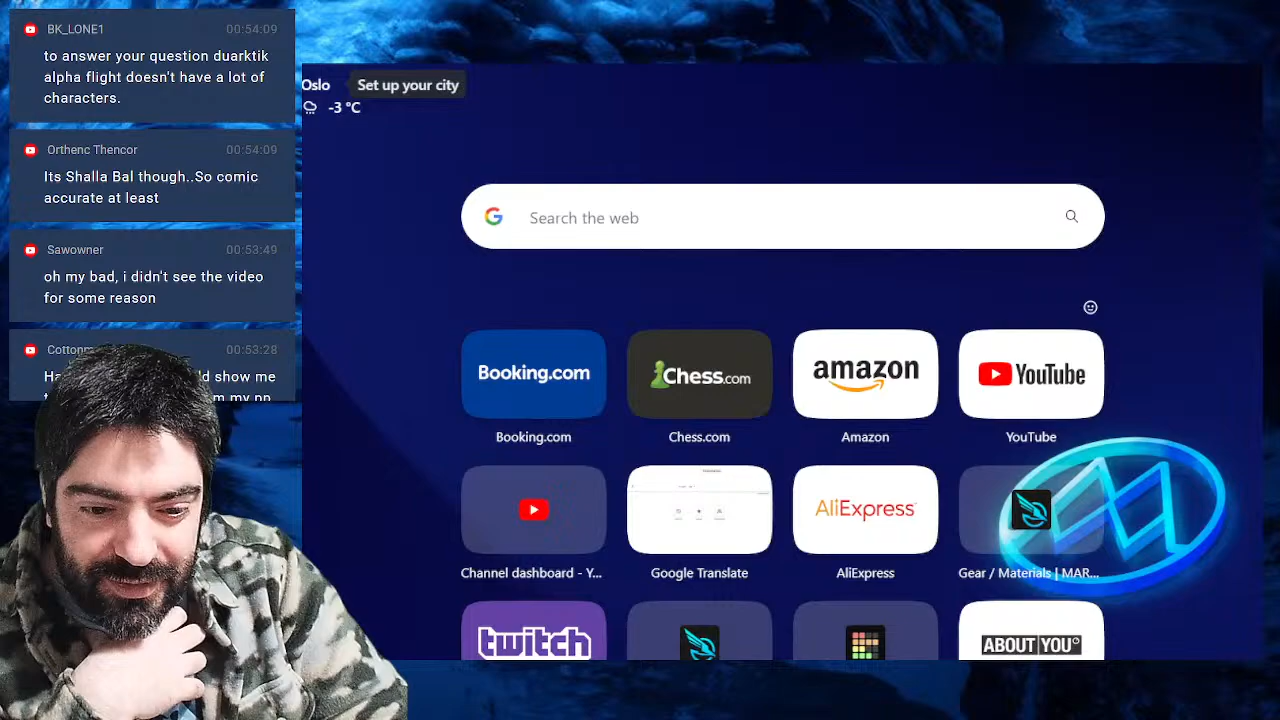 BK_LONE1 00:54:09
to answer your question duarktik
alpha flight doesn't have a lot of
characters.
Orthenc Thencor 00:54:09
Its Shalla Bal though..So comic
accurate at least
Sawowner 00:53:49
oh my bad, i didn't see the video
for some reason
00:53:28
show me
Oslo
Set up your city
-3 °C
Search the web
Booking.com
Chess.com
amazon
YouTube
Booking.com
Chess.com
Amazon
YouTube
AliExpress
Channel dashboard - Y...
Google Translate
AliExpress
Gear / Materials | MAR...
twitch
ABOUT YOU°